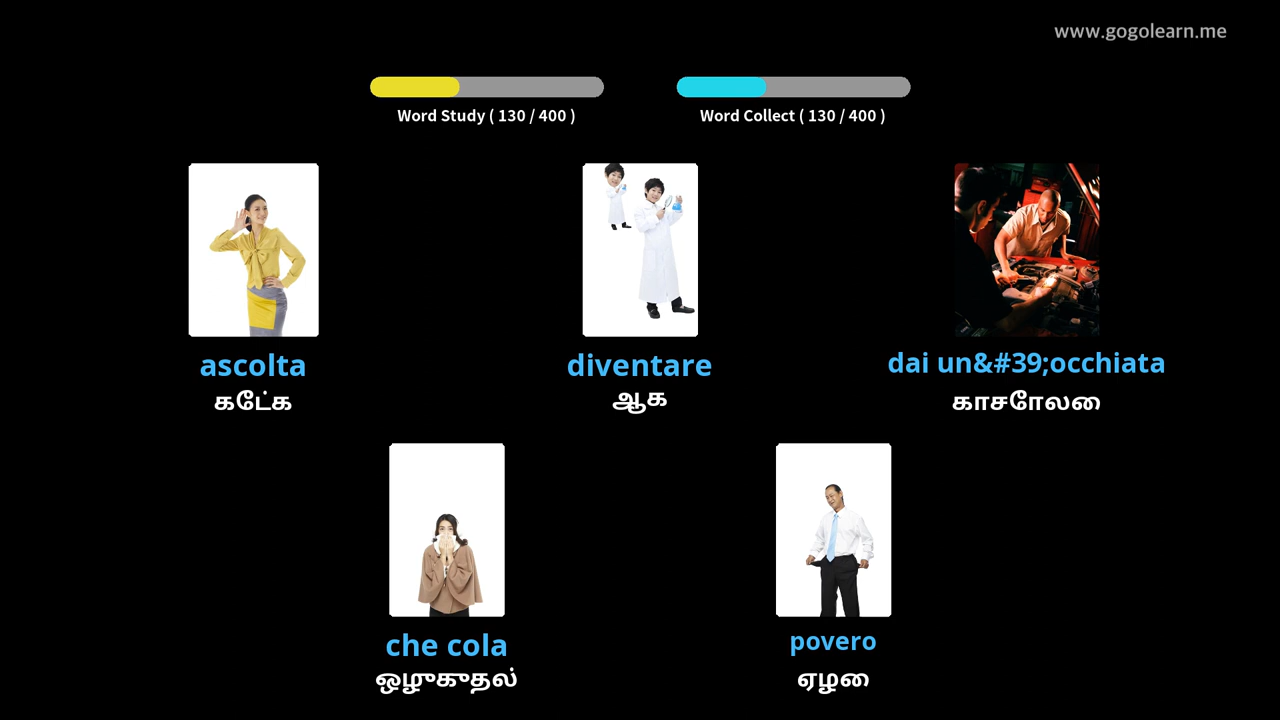 www.gogolearn.me
Word Study ( 130 / 400 )
Word Collect ( 130 / 400 )
ascolta
கேட்க
diventare
ஆக
dai un&#39;occhiata
காசோலை
che cola
ஒழுகுதல்
povero
ஏழை